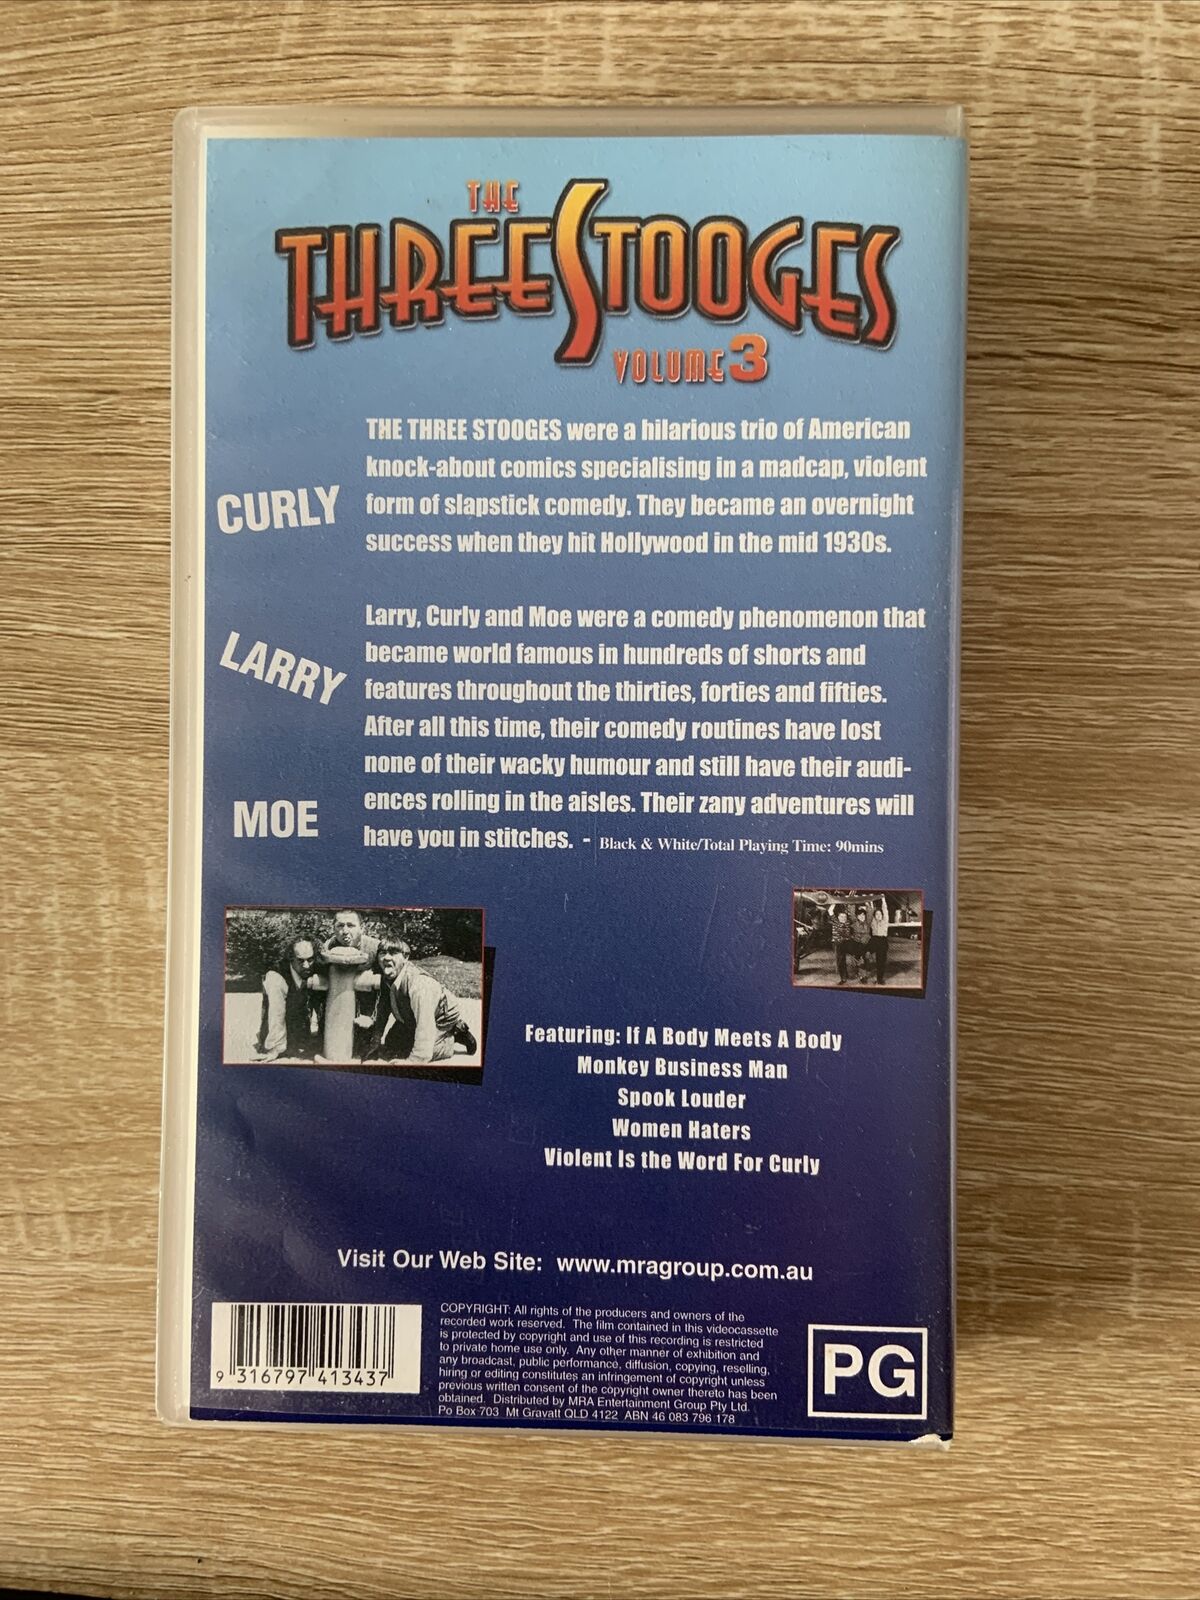 THE
THREE STOOGES
VOLUME 3
THE THREE STOOGES were a hilarious trio of American
knock-about comics specialising in a madcap, violent
form of slapstick comedy. They became an overnight
success when they hit Hollywood in the mid 1930s.
CURLY
LARRY
MOE
Larry, Curly and Moe were a comedy phenomenon that
became world famous in hundreds of shorts and
features throughout the thirties, forties and fifties.
After all this time, their comedy routines have lost
none of their wacky humour and still have their audi-
ences rolling in the aisles. Their zany adventures will
have you in stitches. - Black & White/Total Playing Time: 90mins
Featuring: If A Body Meets A Body
Monkey Business Man
Spook Louder
Women Haters
Violent Is the Word For Curly
Visit Our Web Site: www.mragroup.com.au
9 316797 413437
COPYRIGHT: All rights of the producers and owners of the
recorded work reserved. The film contained in this videocassette
is protected by copyright and use of this recording is restricted
to private home use only. Any other manner of exhibition and
any broadcast, public performance, diffusion, copying, reselling,
hiring or editing constitutes an infringement of copyright unless
previous written consent of the copyright owner thereto has been
obtained. Distributed by MRA Entertainment Group Pty Ltd.
Po Box 703 Mt Gravatt QLD 4122 ABN 46 083 796 178
PG